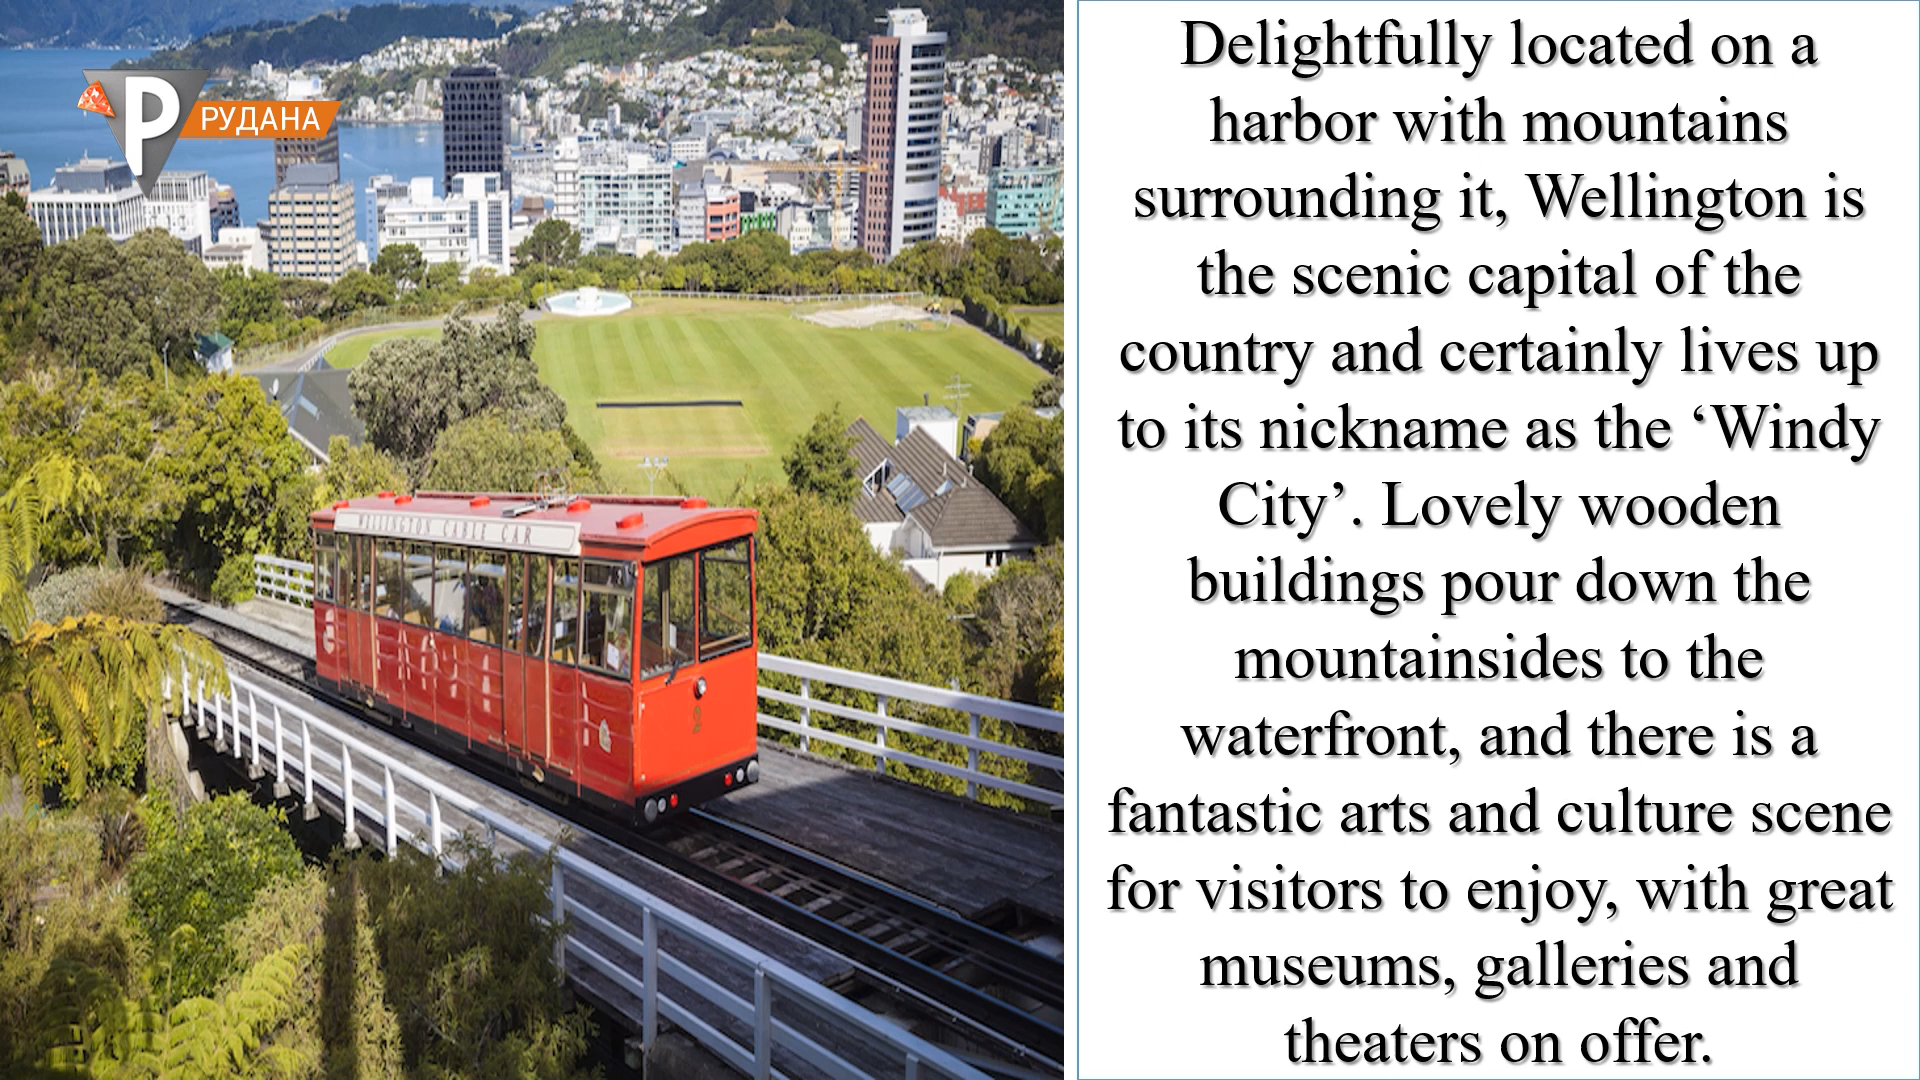 Р
РУДАНА
WELLINGTON CABLE CAR
2
Delightfully located on a
harbor with mountains
surrounding it, Wellington is
the scenic capital of the
country and certainly lives up
to its nickname as the ‘Windy
City’. Lovely wooden
buildings pour down the
mountainsides to the
waterfront, and there is a
fantastic arts and culture scene
for visitors to enjoy, with great
museums, galleries and
theaters on offer.